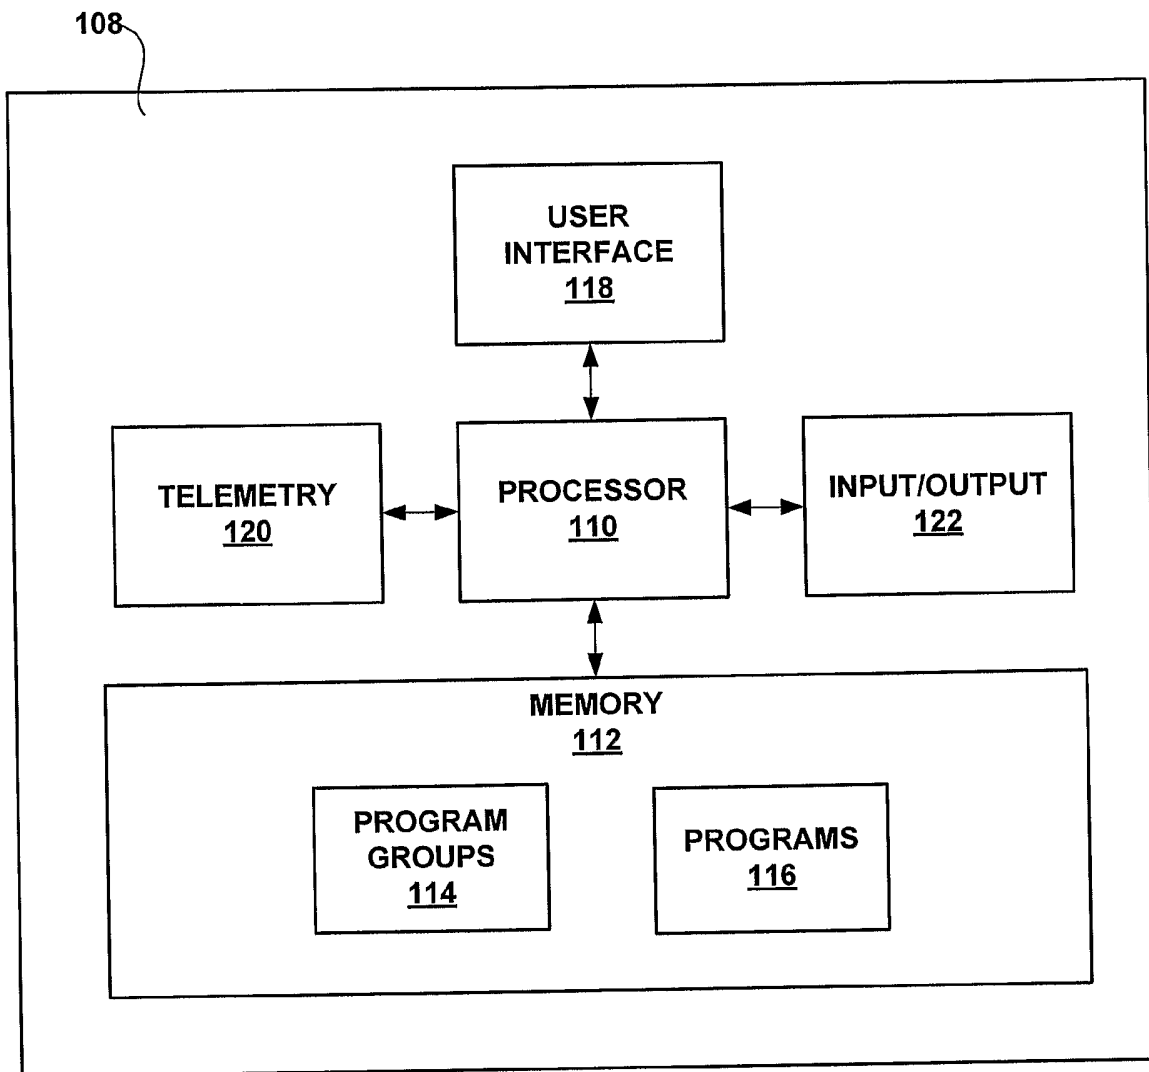 108
USER
INTERFACE
118
TELEMETRY
120
PROCESSOR
110
INPUT/OUTPUT
122
MEMORY
112
PROGRAM
GROUPS
114
PROGRAMS
116